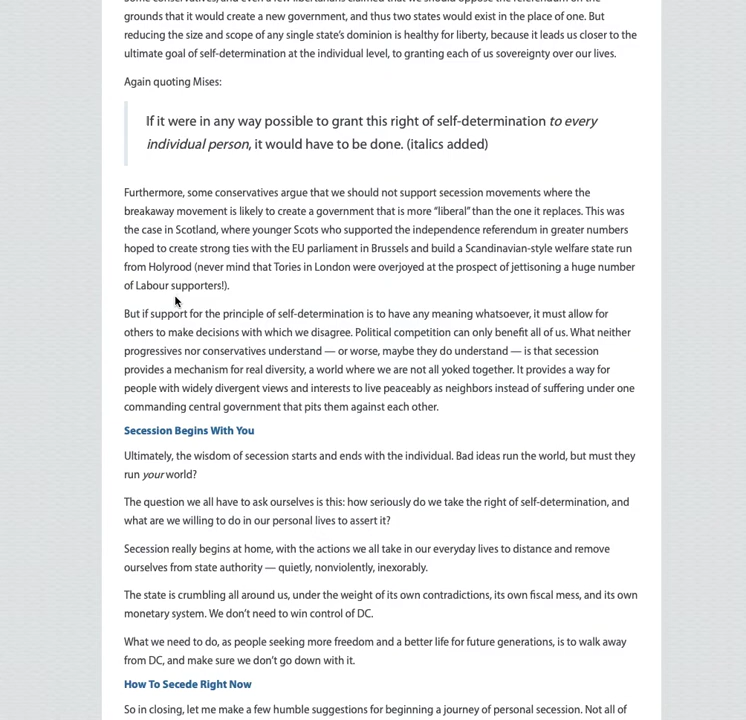 Some conservatives, and even a few libertarians claimed that we should oppose the referendum on the
grounds that it would create a new government, and thus two states would exist in the place of one. But
reducing the size and scope of any single state's dominion is healthy for liberty, because it leads us closer to the
ultimate goal of self-determination at the individual level, to granting each of us sovereignty over our lives.
Again quoting Mises:
If it were in any way possible to grant this right of self-determination to every
individual person, it would have to be done. (italics added)
Furthermore, some conservatives argue that we should not support secession movements where the
breakaway movement is likely to create a government that is more “liberal” than the one it replaces. This was
the case in Scotland, where younger Scots who supported the independence referendum in greater numbers
hoped to create strong ties with the EU parliament in Brussels and build a Scandinavian-style welfare state run
from Holyrood (never mind that Tories in London were overjoyed at the prospect of jettisoning a huge number
of Labour supporters!).
But if support for the principle of self-determination is to have any meaning whatsoever, it must allow for
others to make decisions with which we disagree. Political competition can only benefit all of us. What neither
progressives nor conservatives understand — or worse, maybe they do understand — is that secession
provides a mechanism for real diversity, a world where we are not all yoked together. It provides a way for
people with widely divergent views and interests to live peaceably as neighbors instead of suffering under one
commanding central government that pits them against each other.
Secession Begins With You
Ultimately, the wisdom of secession starts and ends with the individual. Bad ideas run the world, but must they
run your world?
The question we all have to ask ourselves is this: how seriously do we take the right of self-determination, and
what are we willing to do in our personal lives to assert it?
Secession really begins at home, with the actions we all take in our everyday lives to distance and remove
ourselves from state authority — quietly, nonviolently, inexorably.
The state is crumbling all around us, under the weight of its own contradictions, its own fiscal mess, and its own
monetary system. We don't need to win control of DC.
What we need to do, as people seeking more freedom and a better life for future generations, is to walk away
from DC, and make sure we don't go down with it.
How To Secede Right Now
So in closing, let me make a few humble suggestions for beginning a journey of personal secession. Not all of